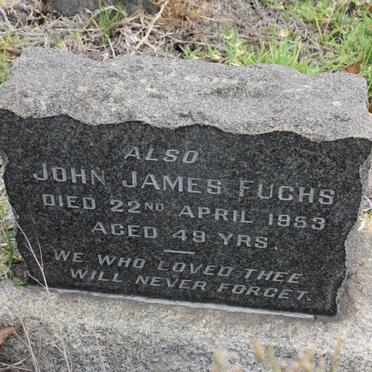 ALSO
JOHN JAMES FUCHS
DIED 22ND APRIL 1953
AGED 49 YRS.
WE WHO LOVED THEE
WILL NEVER FORGET.